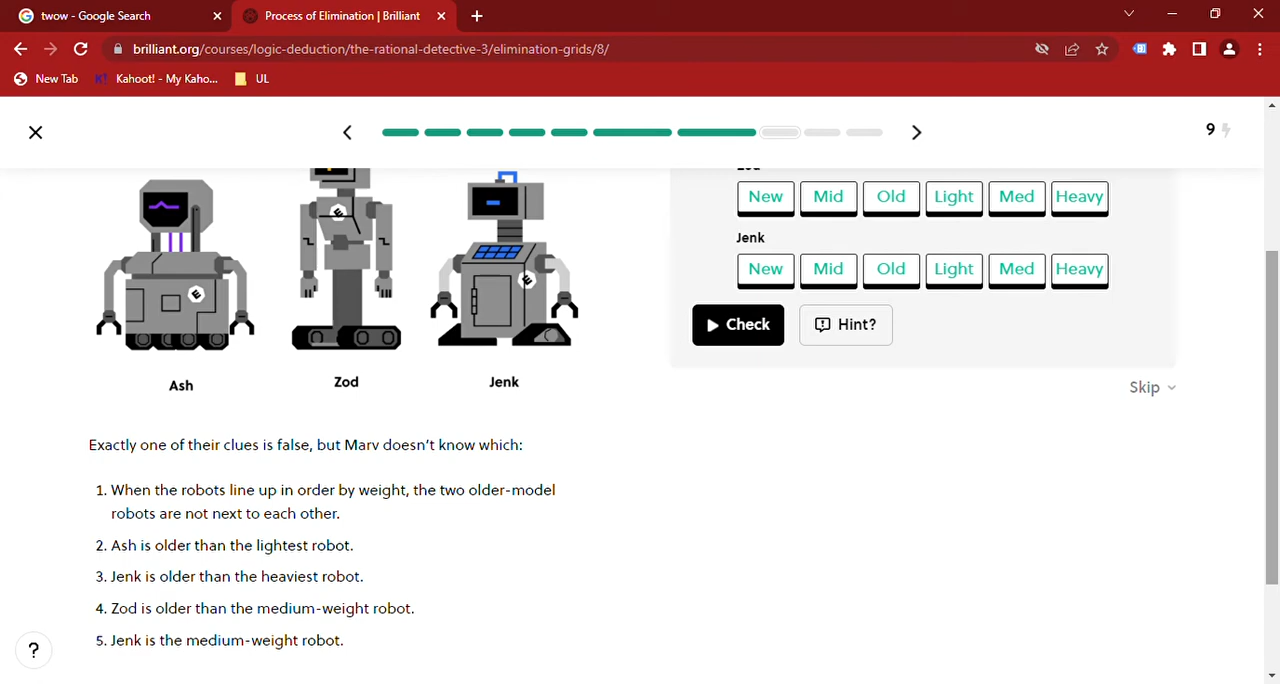 twow - Google Search
Process of Elimination | Brilliant
brilliant.org/courses/logic-deduction/the-rational-detective-3/elimination-grids/8/
New Tab
Kahoot! - My Kaho...
UL
9
New Mid Old Light Med Heavy
Jenk
New Mid Old Light Med Heavy
Check
Hint?
Skip
E
E
E
Ash
Zod
Jenk
Exactly one of their clues is false, but Marv doesn't know which:
1. When the robots line up in order by weight, the two older-model
robots are not next to each other.
2. Ash is older than the lightest robot.
3. Jenk is older than the heaviest robot.
4. Zod is older than the medium-weight robot.
5. Jenk is the medium-weight robot.
?